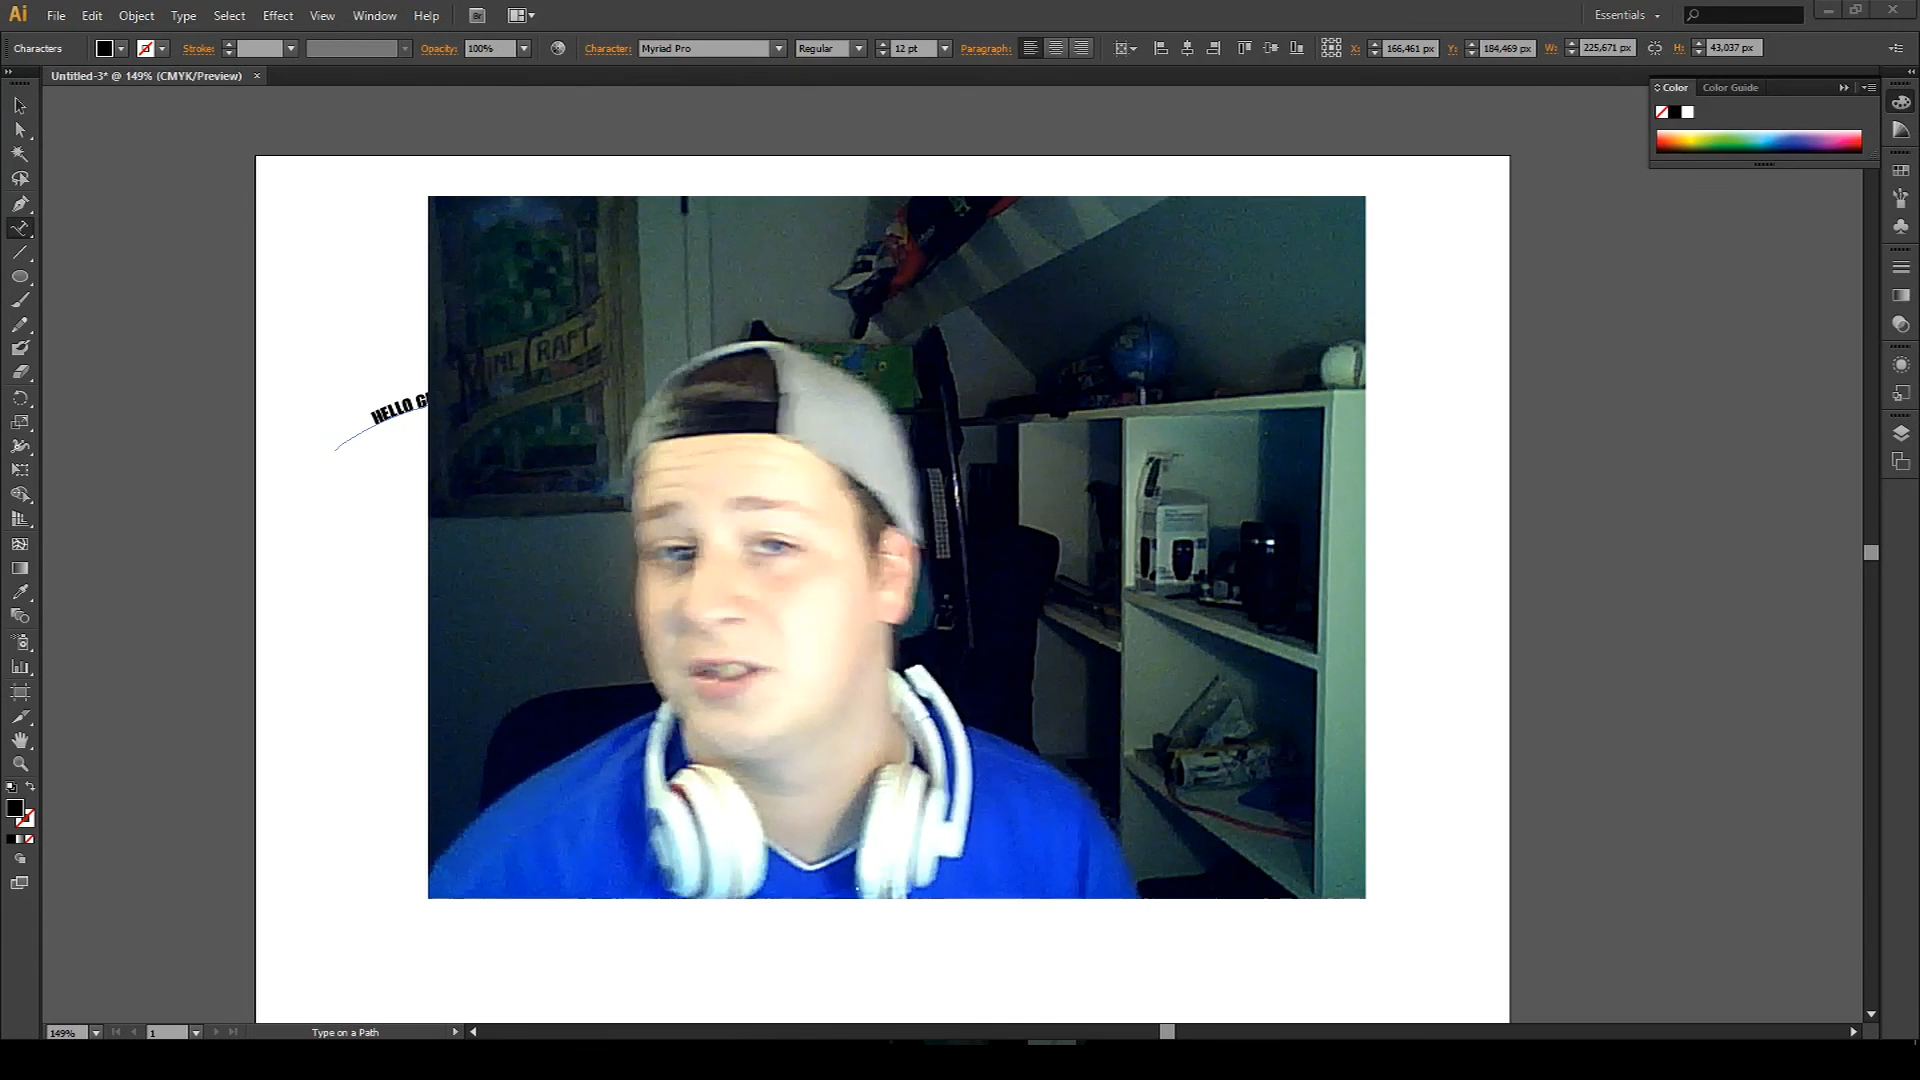 Ai File Edit Object Type Select Effect View Window Help Br Essentials
Characters Stroke: Opacity: 100% Character: Myriad Pro Regular 12 pt Paragraph: X: 166,461 px Y: 184,469 px W: 225,671 px H: 43,037 px
Untitled-3* @ 149% (CMYK/Preview) ×
Color Color Guide
HELLO
149% 1 Type on a Path